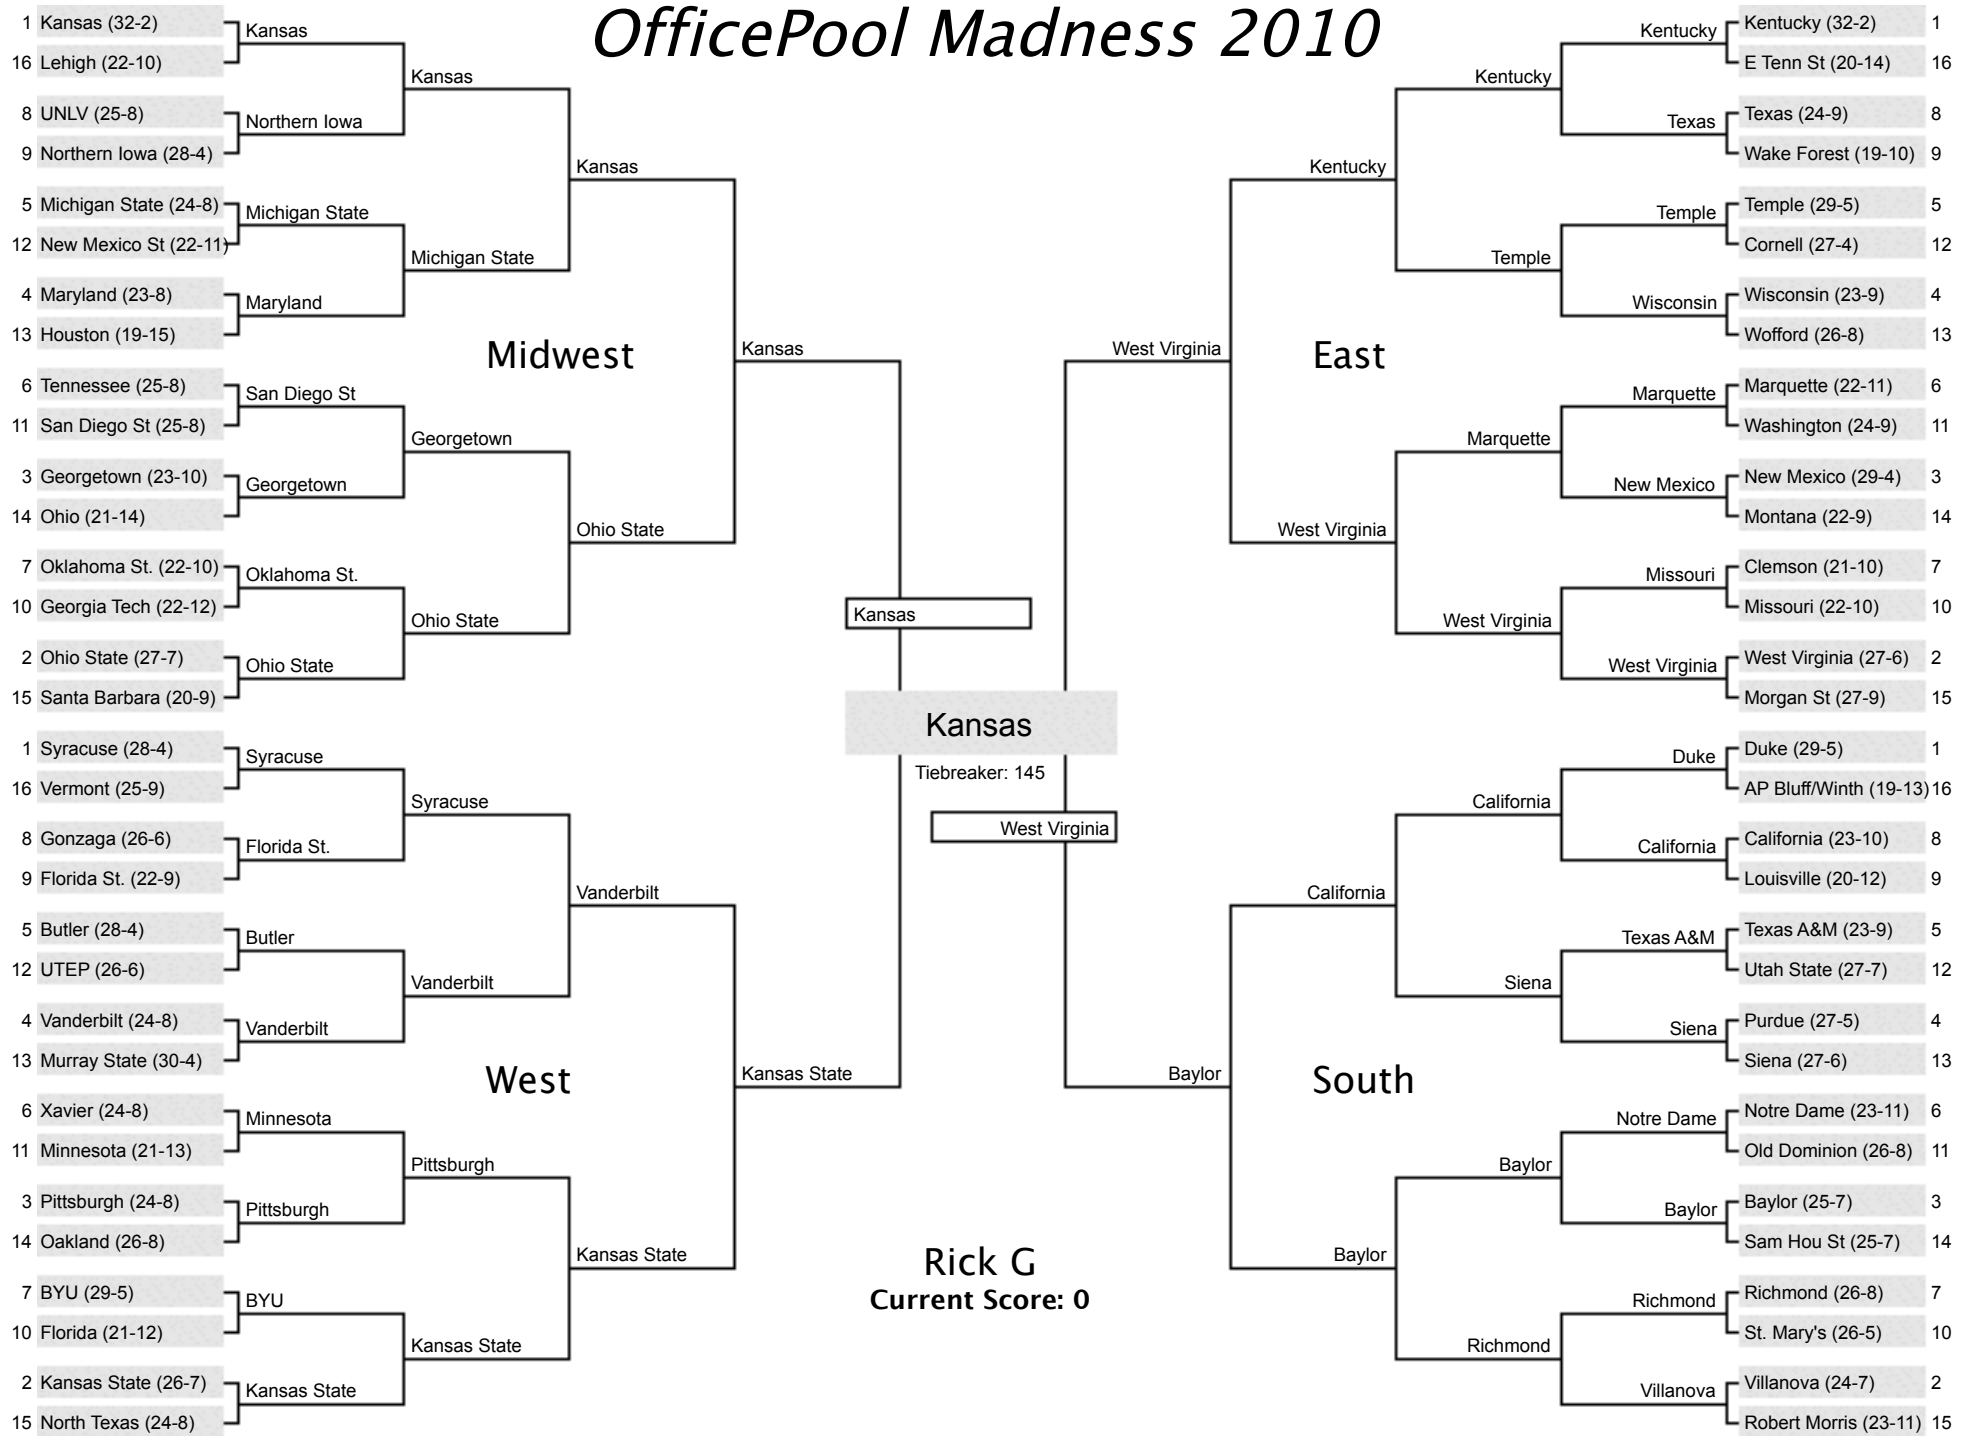 OfficePool Madness 2010
1 Kansas (32-2)
16 Lehigh (22-10)
8 UNLV (25-8)
9 Northern Iowa (28-4)
5 Michigan State (24-8)
12 New Mexico St (22-11)
4 Maryland (23-8)
13 Houston (19-15)
6 Tennessee (25-8)
11 San Diego St (25-8)
3 Georgetown (23-10)
14 Ohio (21-14)
7 Oklahoma St. (22-10)
10 Georgia Tech (22-12)
2 Ohio State (27-7)
15 Santa Barbara (20-9)
Kansas
Northern Iowa
Michigan State
Maryland
San Diego St
Georgetown
Oklahoma St.
Ohio State
Kansas
Michigan State
Georgetown
Ohio State
Kansas
Ohio State
Midwest
Kansas
1 Syracuse (28-4)
16 Vermont (25-9)
8 Gonzaga (26-6)
9 Florida St. (22-9)
5 Butler (28-4)
12 UTEP (26-6)
4 Vanderbilt (24-8)
13 Murray State (30-4)
6 Xavier (24-8)
11 Minnesota (21-13)
3 Pittsburgh (24-8)
14 Oakland (26-8)
7 BYU (29-5)
10 Florida (21-12)
2 Kansas State (26-7)
15 North Texas (24-8)
Syracuse
Florida St.
Butler
Vanderbilt
Minnesota
Pittsburgh
BYU
Kansas State
Syracuse
Vanderbilt
Pittsburgh
Kansas State
Vanderbilt
Kansas State
West
Kansas State
Kansas
Kansas
Tiebreaker: 145
West Virginia
Rick G
Current Score: 0
West Virginia
East
Kentucky
West Virginia
Kentucky
Temple
Marquette
West Virginia
Kentucky
Texas
Temple
Wisconsin
Marquette
New Mexico
Missouri
West Virginia
Kentucky (32-2) 1
E Tenn St (20-14) 16
Texas (24-9) 8
Wake Forest (19-10) 9
Temple (29-5) 5
Cornell (27-4) 12
Wisconsin (23-9) 4
Wofford (26-8) 13
Marquette (22-11) 6
Washington (24-9) 11
New Mexico (29-4) 3
Montana (22-9) 14
Clemson (21-10) 7
Missouri (22-10) 10
West Virginia (27-6) 2
Morgan St (27-9) 15
Baylor
South
California
Baylor
California
Siena
Baylor
Richmond
Duke
California
Texas A&M
Siena
Notre Dame
Baylor
Richmond
Villanova
Duke (29-5) 1
AP Bluff/Winth (19-13) 16
California (23-10) 8
Louisville (20-12) 9
Texas A&M (23-9) 5
Utah State (27-7) 12
Purdue (27-5) 4
Siena (27-6) 13
Notre Dame (23-11) 6
Old Dominion (26-8) 11
Baylor (25-7) 3
Sam Hou St (25-7) 14
Richmond (26-8) 7
St. Mary's (26-5) 10
Villanova (24-7) 2
Robert Morris (23-11) 15